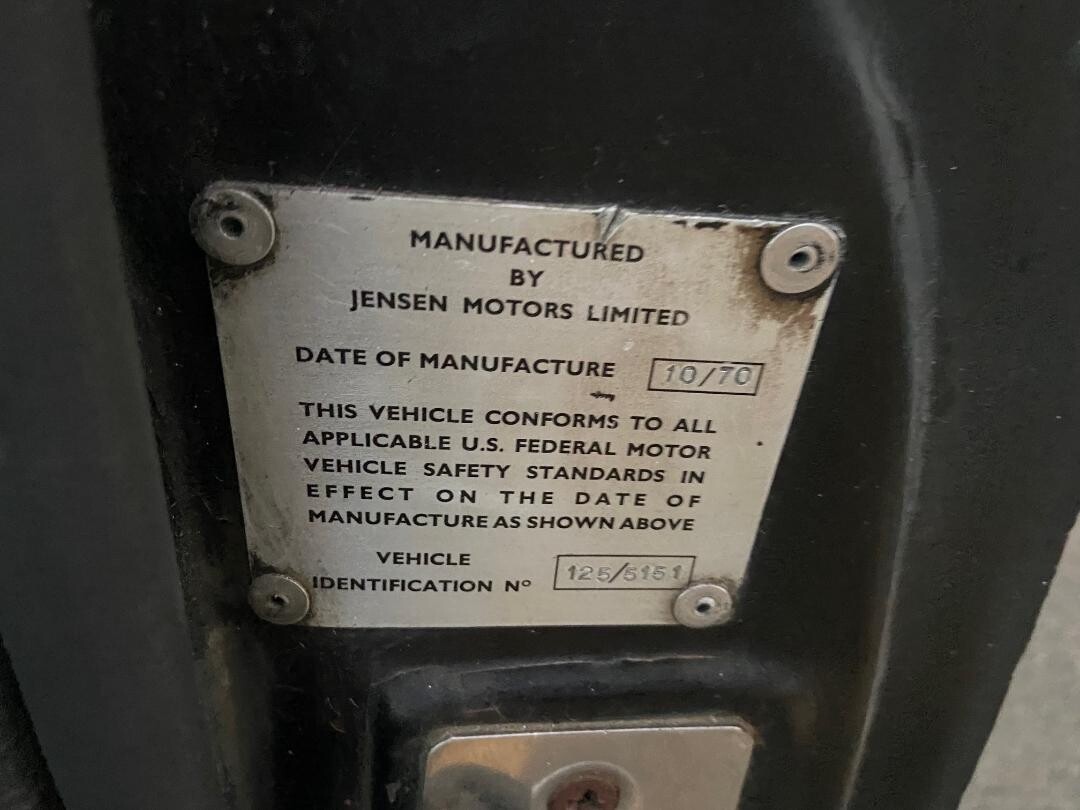 MANUFACTURED
BY
JENSEN MOTORS LIMITED
DATE OF MANUFACTURE 10/70
THIS VEHICLE CONFORMS TO ALL
APPLICABLE U.S. FEDERAL MOTOR
VEHICLE SAFETY STANDARDS IN
EFFECT ON THE DATE OF
MANUFACTURE AS SHOWN ABOVE
VEHICLE
IDENTIFICATION Nº 125/5151